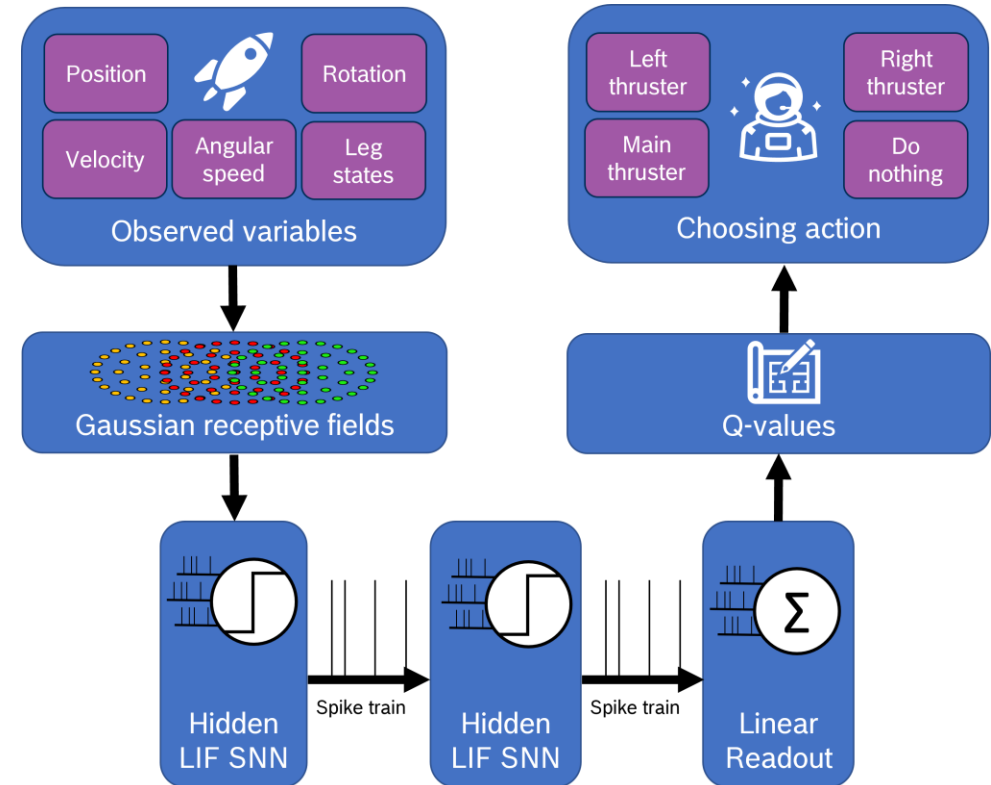 Position
Rotation
Velocity
Angular
speed
Leg
states
Observed variables
Left
thruster
Right
thruster
Main
thruster
Do
nothing
Choosing action
Gaussian receptive fields
Q-values
Hidden
LIF SNN
Spike train
Hidden
LIF SNN
Spike train
Σ
Linear
Readout